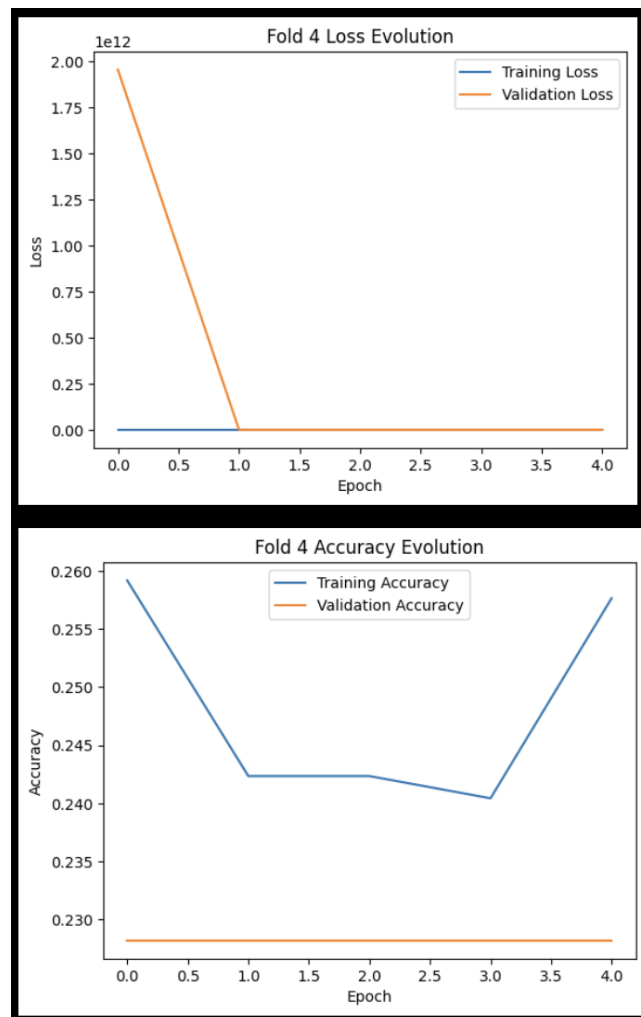 Fold 4 Loss Evolution
1e12
2.00
1.75
1.50
1.25
1.00
0.75
0.50
0.25
0.00
Loss
Training Loss
Validation Loss
0.0 0.5 1.0 1.5 2.0 2.5 3.0 3.5 4.0
Epoch
Fold 4 Accuracy Evolution
0.260
0.255
0.250
0.245
0.240
0.235
0.230
Accuracy
Training Accuracy
Validation Accuracy
0.0 0.5 1.0 1.5 2.0 2.5 3.0 3.5 4.0
Epoch